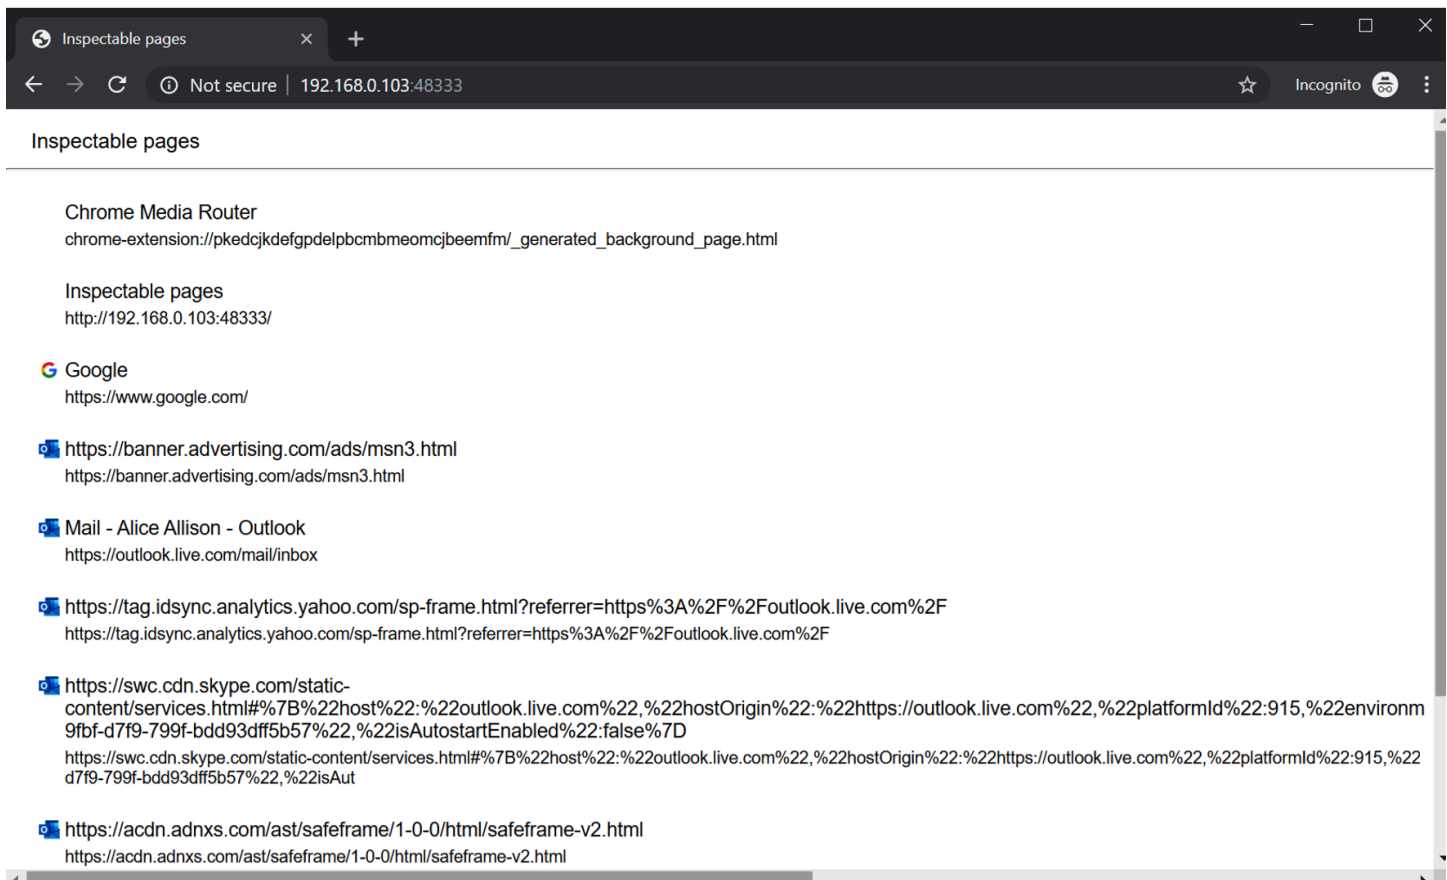 Inspectable pages
Not secure | 192.168.0.103:48333
Incognito
Inspectable pages
Chrome Media Router
chrome-extension://pkedcjkdefgpdelpbcmbmeomcjbeemfm/_generated_background_page.html
Inspectable pages
http://192.168.0.103:48333/
Google
https://www.google.com/
https://banner.advertising.com/ads/msn3.html
https://banner.advertising.com/ads/msn3.html
Mail - Alice Allison - Outlook
https://outlook.live.com/mail/inbox
https://tag.idsync.analytics.yahoo.com/sp-frame.html?referrer=https%3A%2F%2Foutlook.live.com%2F
https://tag.idsync.analytics.yahoo.com/sp-frame.html?referrer=https%3A%2F%2Foutlook.live.com%2F
https://swc.cdn.skype.com/static-
content/services.html#%7B%22host%22:%22outlook.live.com%22,%22hostOrigin%22:%22https://outlook.live.com%22,%22platformId%22:915,%22environm
9fbf-d7f9-799f-bdd93dff5b57%22,%22isAutostartEnabled%22:false%7D
https://swc.cdn.skype.com/static-content/services.html#%7B%22host%22:%22outlook.live.com%22,%22hostOrigin%22:%22https://outlook.live.com%22,%22platformId%22:915,%22
d7f9-799f-bdd93dff5b57%22,%22isAut
https://acdn.adnxs.com/ast/safeframe/1-0-0/html/safeframe-v2.html
https://acdn.adnxs.com/ast/safeframe/1-0-0/html/safeframe-v2.html